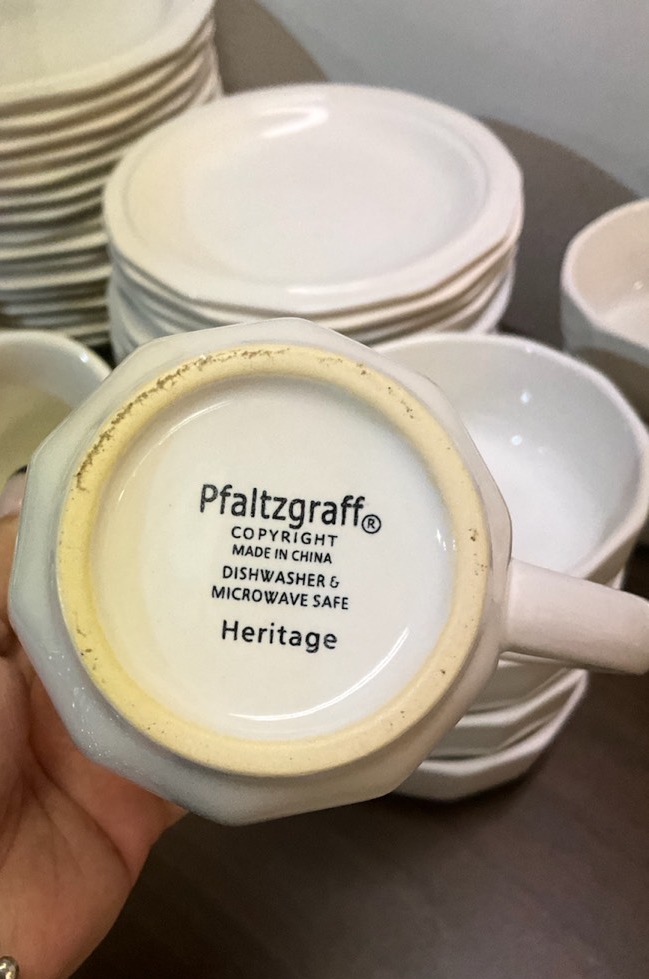 Pfaltzgraff®
COPYRIGHT
MADE IN CHINA
DISHWASHER &
MICROWAVE SAFE
Heritage